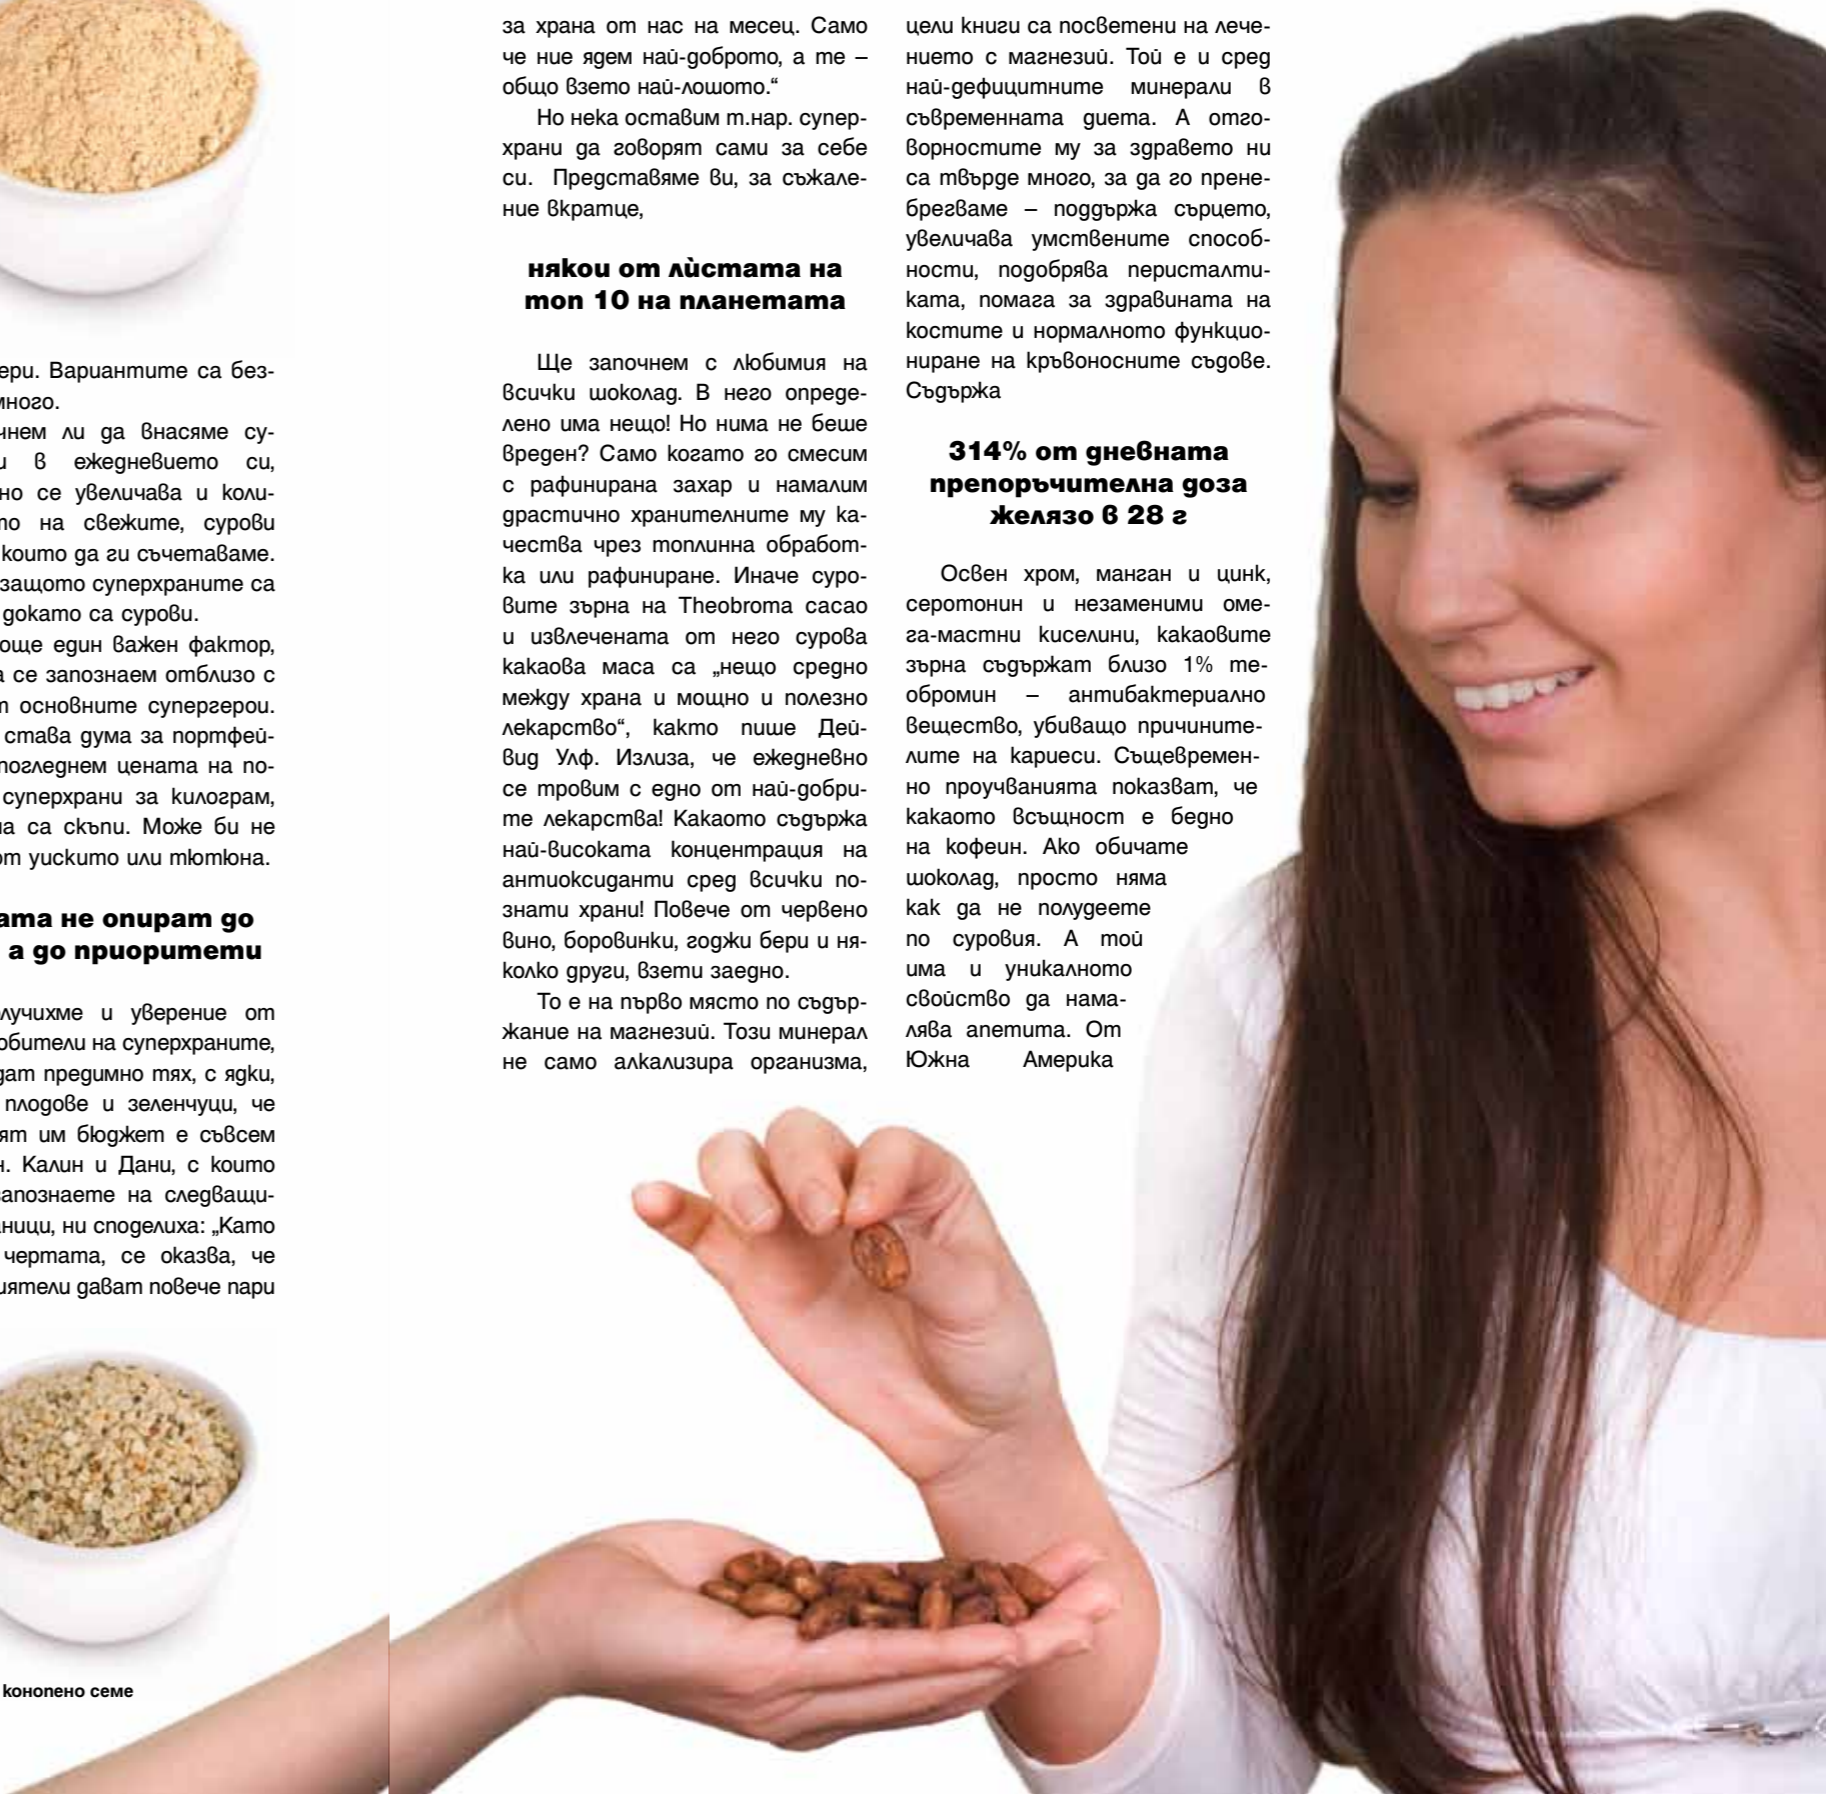 ери. Вариантите са без-
много.
чнем ли да внасяме су-
и в ежедневието си,
но се увеличава и коли-
то на свежите, сурови
които да ги съчетаваме.
защото суперхраните са
докато са сурови.
още един важен фактор,
а се запознаем отблизо с
т основните супергерои.
става дума за портфей-
погледнем цената на по-
суперхрани за килограм,
на са скъпи. Може би не
от уискито или тютюна.
ата не опират до
а до приоритети
лучихме и уверение от
обители на суперхраните,
дат предимно тях, с ядки,
плодове и зеленчуци, че
ят им бюджет е съвсем
н. Калин и Дани, с които
запознаете на следващи-
аници, ни споделиха: „Като
чертата, се оказва, че
иятели дават повече пари
конопено семе
за храна от нас на месец. Само
че ние ядем най-доброто, а те –
общо взето най-лошото.“
Но нека оставим т.нар. супер-
храни да говорят сами за себе
си. Представяме ви, за съжале-
ние вкратце,
някои от лѝстата на
топ 10 на планетата
Ще започнем с любимия на
всички шоколад. В него опреде-
лено има нещо! Но нима не беше
вреден? Само когато го смесим
с рафинирана захар и намалим
драстично хранителните му ка-
чества чрез топлинна обработ-
ка или рафиниране. Иначе суро-
вите зърна на Theobroma cacao
и извлечената от него сурова
какаова маса са „нещо средно
между храна и мощно и полезно
лекарство“, както пише Дей-
вид Улф. Излиза, че ежедневно
се тровим с едно от най-добри-
те лекарства! Какаото съдържа
най-високата концентрация на
антиоксиданти сред всички по-
знати храни! Повече от червено
вино, боровинки, годжи бери и ня-
колко други, взети заедно.
То е на първо място по съдър-
жание на магнезий. Този минерал
не само алкализира организма,
цели книги са посветени на лече-
нието с магнезий. Той е и сред
най-дефицитните минерали в
съвременната диета. А отго-
ворностите му за здравето ни
са твърде много, за да го прене-
брегваме – поддържа сърцето,
увеличава умствените способ-
ности, подобрява перисталти-
ката, помага за здравината на
костите и нормалното функцио-
ниране на кръвоносните съдове.
Съдържа
314% от дневната
препоръчителна доза
желязо в 28 г
Освен хром, манган и цинк,
серотонин и незаменими оме-
га-мастни киселини, какаовите
зърна съдържат близо 1% те-
обромин – антибактериално
вещество, убиващо причините-
лите на кариеси. Същевремен-
но проучванията показват, че
какаото всъщност е бедно
на кофеин. Ако обичате
шоколад, просто няма
как да не полудеете
по суровия. А той
има и уникалното
свойство да нама-
лява апетита. От
Южна Америка